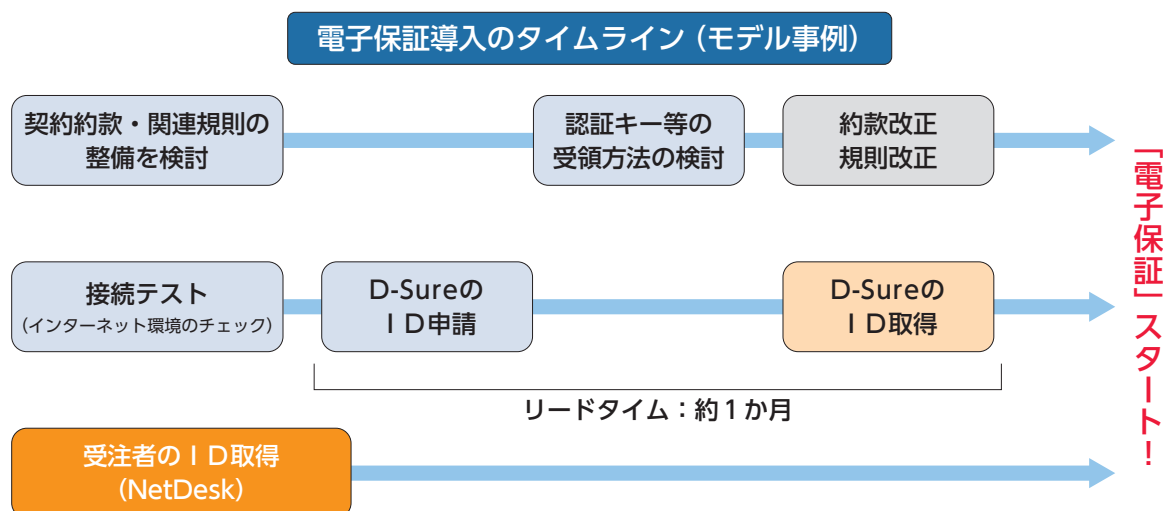 電子保証導入のタイムライン（モデル事例）
契約約款・関連規則の
整備を検討
認証キー等の
受領方法の検討
約款改正
規則改正
接続テスト
（インターネット環境のチェック）
D-Sureの
ＩＤ申請
D-Sureの
ＩＤ取得
リードタイム：約１か月
受注者のＩＤ取得
（NetDesk）
「電子保証」スタート！